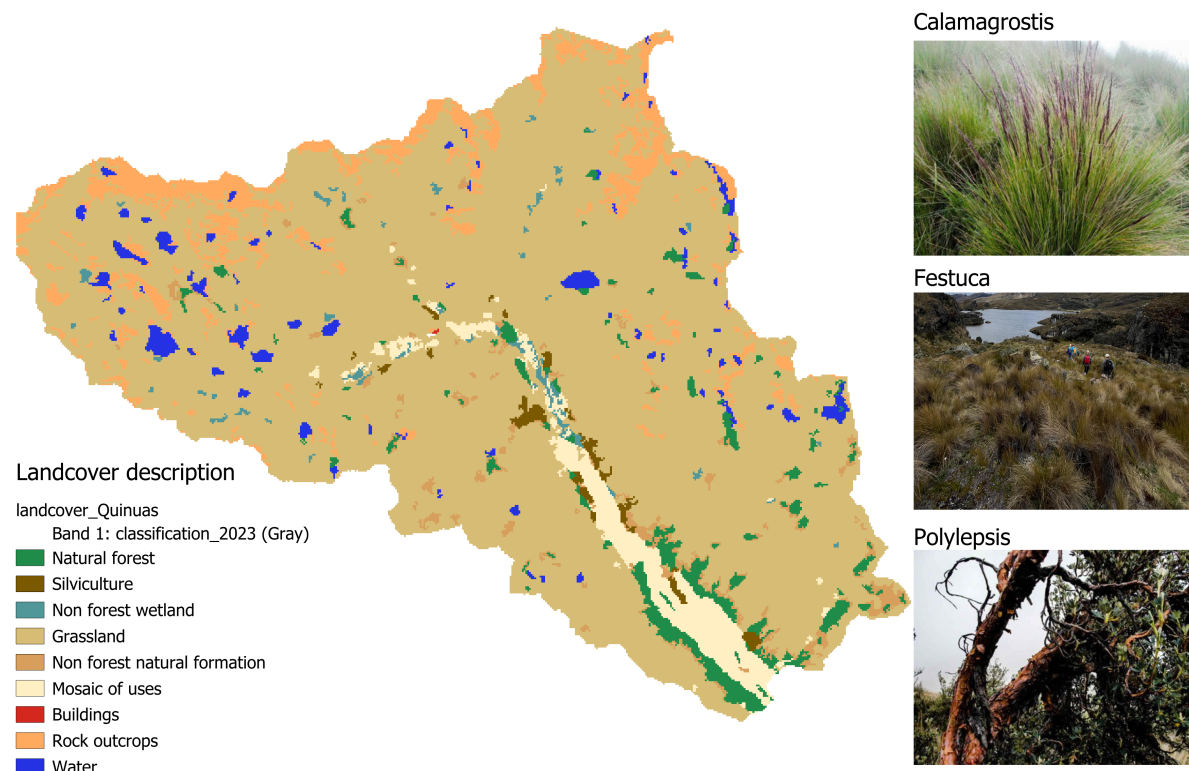 Calamagrostis
Festuca
Polylepsis
Landcover description
landcover_Quinuas
Band 1: classification_2023 (Gray)
Natural forest
Silviculture
Non forest wetland
Grassland
Non forest natural formation
Mosaic of uses
Buildings
Rock outcrops
Water